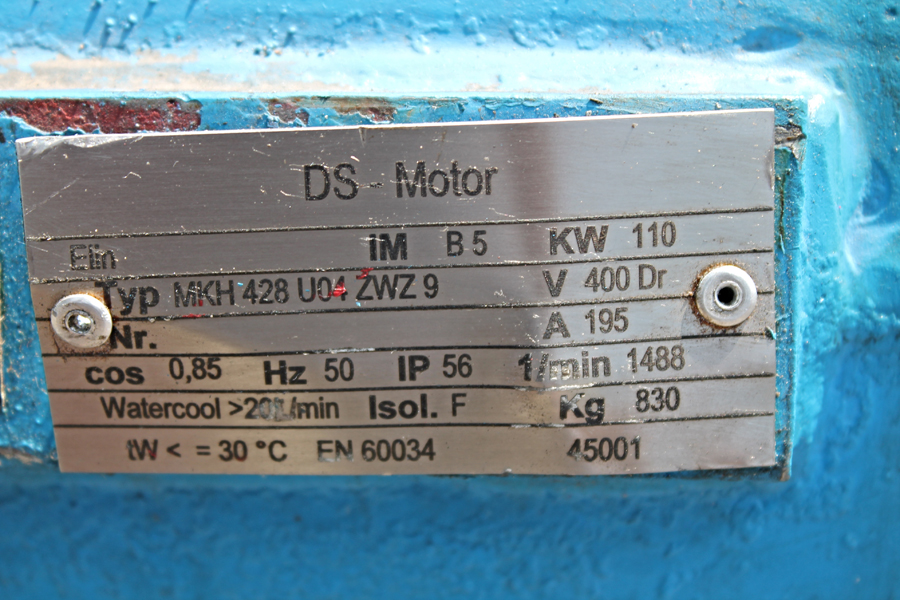 DS - Motor
Elin IM B 5 KW 110
Typ MKH 428 U04 ZWZ 9 V 400 Dr
Nr. A 195
cos 0,85 Hz 50 IP 56 1/min 1488
Watercool >20L/min Isol. F Kg 830
tW < = 30 °C EN 60034 45001